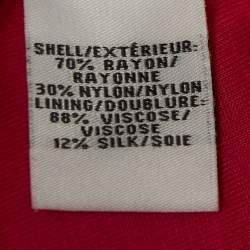 SHELL/EXTÉRIEUR:
70% RAYON/
RAYONNE
30% NYLON/NYLON
LINING/DOUBLURE:
88% VISCOSE/
VISCOSE
12% SILK/SOIE